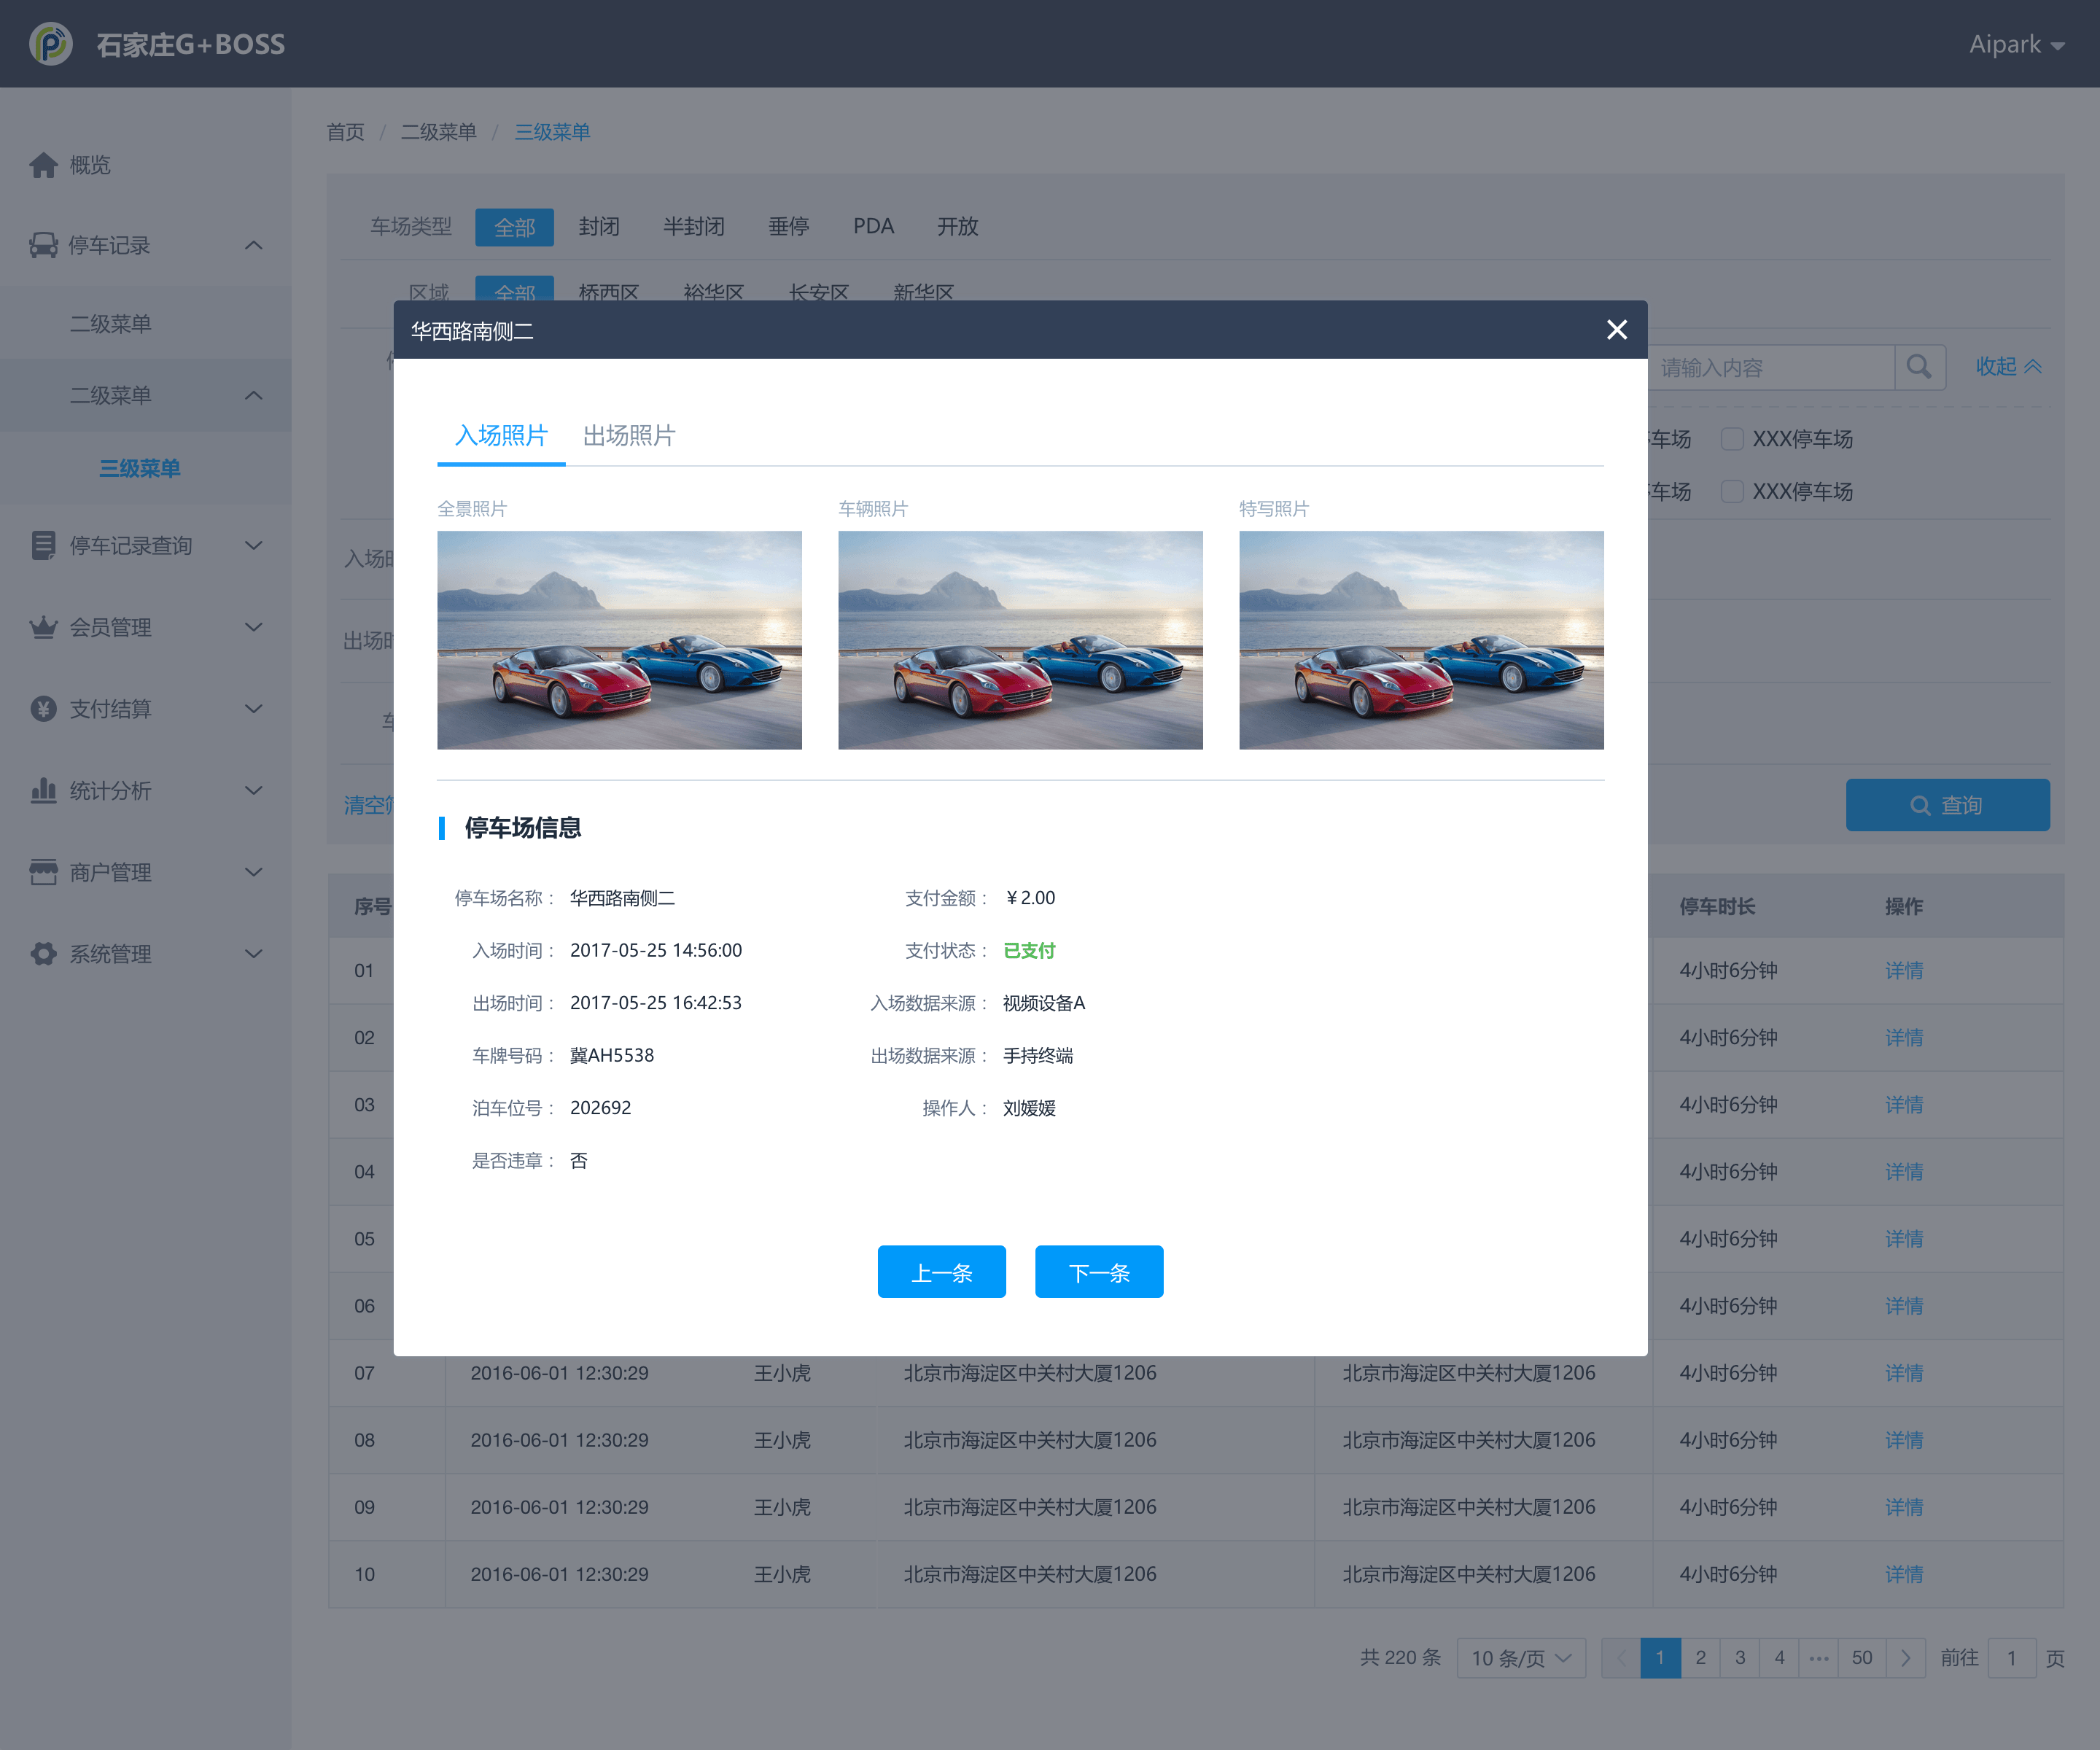 石家庄G+BOSS
Aipark
首页 / 二级菜单 / 三级菜单
概览
停车记录
二级菜单
二级菜单
三级菜单
停车记录查询
会员管理
支付结算
统计分析
商户管理
系统管理
车场类型 全部 封闭 半封闭 垂停 PDA 开放
区域 全部 桥西区 裕华区 长安区 新华区
请输入内容 收起
车场 XXX停车场
车场 XXX停车场
入场
出场
清空
查询
华西路南侧二
入场照片 出场照片
全景照片 车辆照片 特写照片
停车场信息
停车场名称： 华西路南侧二 支付金额： ￥2.00
入场时间： 2017-05-25 14:56:00 支付状态： 已支付
出场时间： 2017-05-25 16:42:53 入场数据来源： 视频设备A
车牌号码： 冀AH5538 出场数据来源： 手持终端
泊车位号： 202692 操作人： 刘媛媛
是否违章： 否
上一条 下一条
序号 停车时长 操作
01 4小时6分钟 详情
02 4小时6分钟 详情
03 4小时6分钟 详情
04 4小时6分钟 详情
05 4小时6分钟 详情
06 4小时6分钟 详情
07 2016-06-01 12:30:29 王小虎 北京市海淀区中关村大厦1206 北京市海淀区中关村大厦1206 4小时6分钟 详情
08 2016-06-01 12:30:29 王小虎 北京市海淀区中关村大厦1206 北京市海淀区中关村大厦1206 4小时6分钟 详情
09 2016-06-01 12:30:29 王小虎 北京市海淀区中关村大厦1206 北京市海淀区中关村大厦1206 4小时6分钟 详情
10 2016-06-01 12:30:29 王小虎 北京市海淀区中关村大厦1206 北京市海淀区中关村大厦1206 4小时6分钟 详情
共 220 条 10 条/页 1 2 3 4 ••• 50 前往 1 页